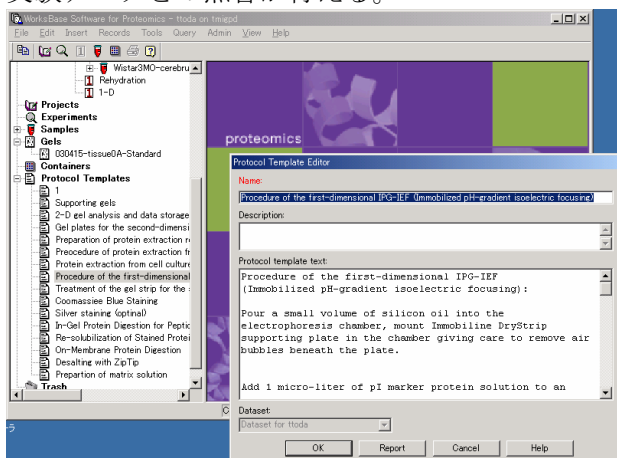 WorksBase Software for Proteomics - ttoda on tmigpd
File Edit Insert Records Tools Query Admin View Help
Wistar3MO-cerebru
Rehydration
1-D
Projects
Experiments
Samples
Gels
030415-tissue0A-Standard
Containers
Protocol Templates
1
Supporting gels
2-D gel analysis and data storage
Gel plates for the second-dimensi
Preparation of protein extraction r
Preocedure of protein extraction fr
Protein extraction from cell culture
Procedure of the first-dimensional
Treatment of the gel strip for the
Coomassiee Blue Staining
Silver staining (optinal)
In-Gel Protein Digestion for Peptic
Re-solubilization of Stained Protei
On-Membrane Protein Digestion
Desalting with ZipTip
Prepartion of matrix solution
Trash
proteomics
Protocol Template Editor
Name:
Procedure of the first-dimensional IPG-IEF (Immobilized pH-gradient isoelectric focusing)
Description:
Protocol template text:
Procedure of the first-dimensional IPG-IEF
(Immobilized pH-gradient isoelectric focusing):
Pour a small volume of silicon oil into the
electrophoresis chamber, mount Immobiline DryStrip
supporting plate in the chamber giving care to remove air
bubbles beneath the plate.
Add 1 micro-liter of pI marker protein solution to an
Dataset:
Dataset for ttoda
OK Report Cancel Help